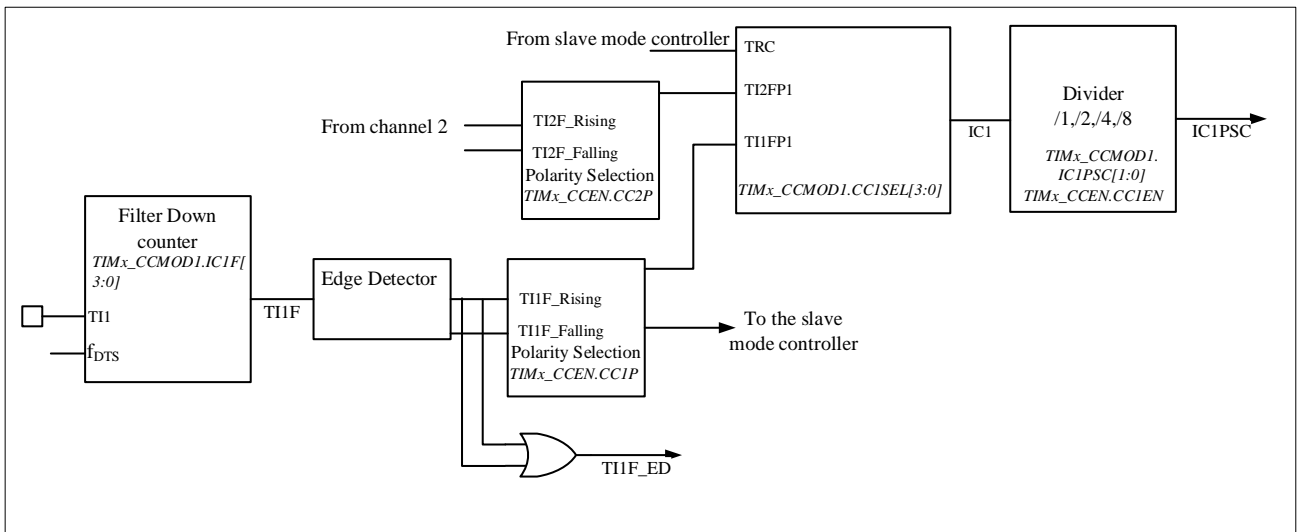 From slave mode controller
TRC
TI2FP1
TI1FP1
TIMx_CCMOD1.CC1SEL[3:0]
IC1
Divider
/1,/2,/4,/8
TIMx_CCMOD1.
IC1PSC[1:0]
TIMx_CCEN.CC1EN
IC1PSC
From channel 2
TI2F_Rising
TI2F_Falling
Polarity Selection
TIMx_CCEN.CC2P
Filter Down
counter
TIMx_CCMOD1.IC1F[
3:0]
TI1
fDTS
TI1F
Edge Detector
TI1F_Rising
TI1F_Falling
Polarity Selection
TIMx_CCEN.CC1P
To the slave
mode controller
TI1F_ED